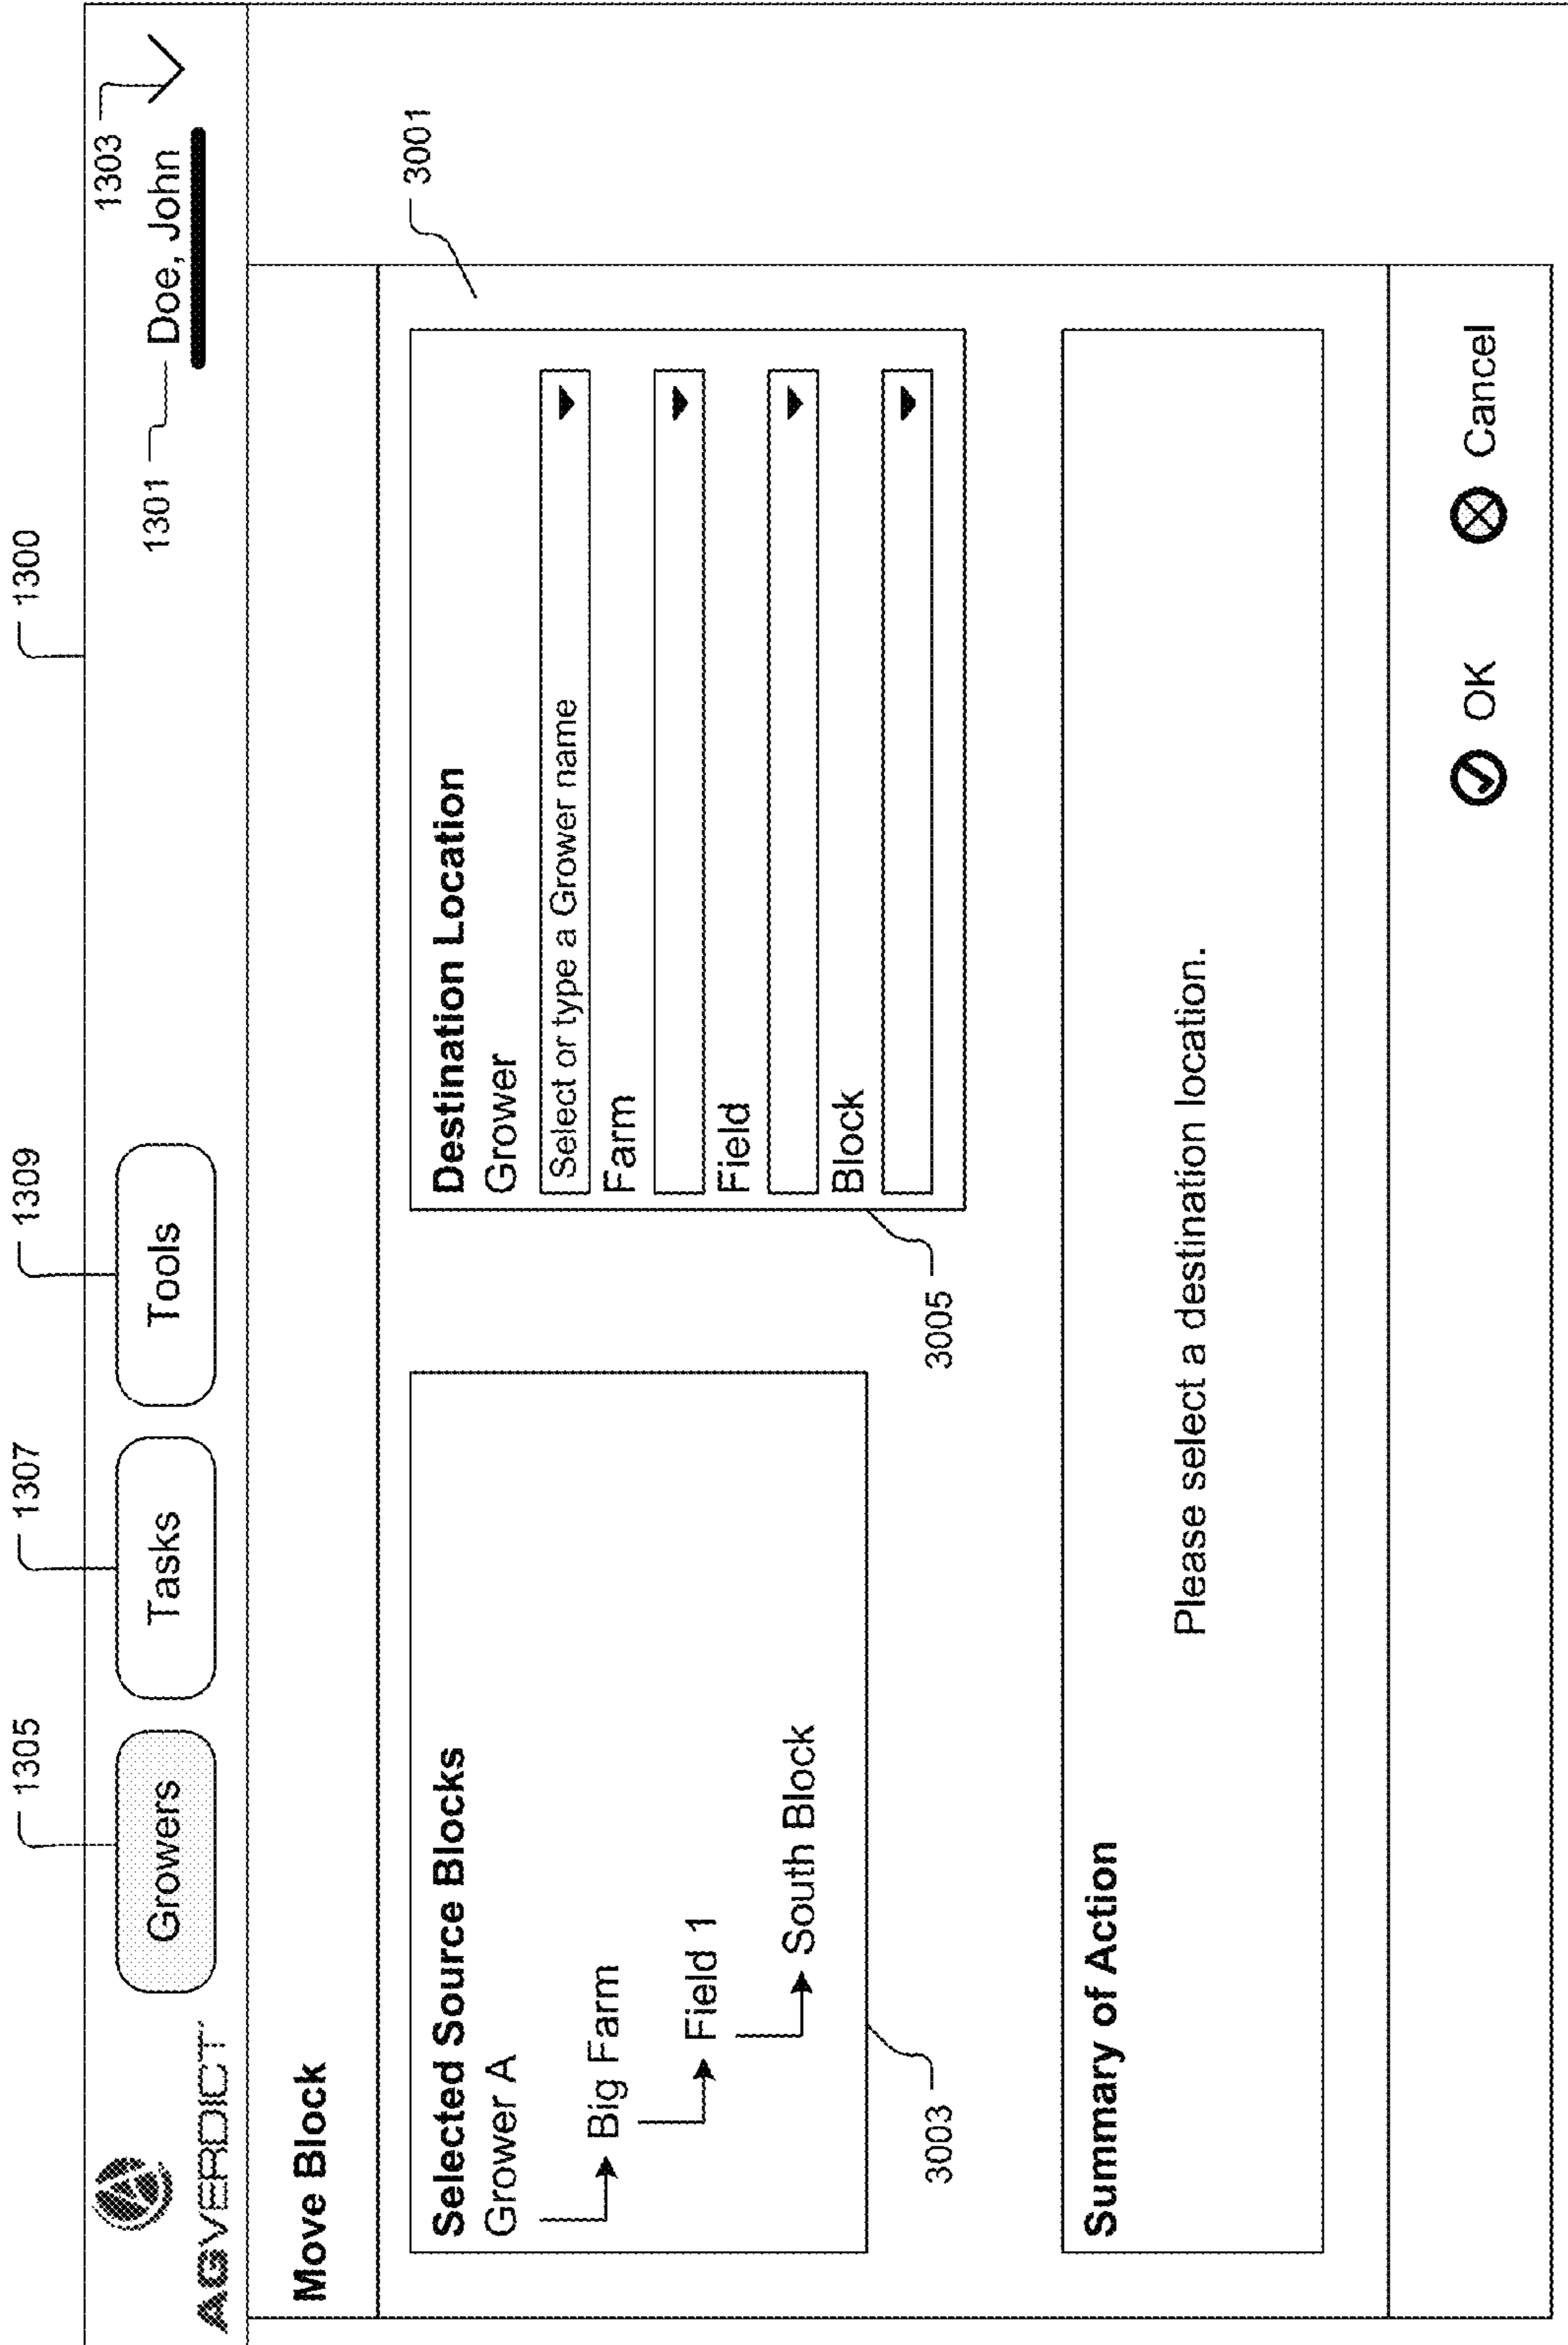 1300
1305
1307
1309
1303
AGVERDICT
Growers
Tasks
Tools
1301
Doe, John
Move Block
3001
Selected Source Blocks
Grower A
Big Farm
Field 1
South Block
3003
Destination Location
Grower
Select or type a Grower name
Farm
Field
Block
3005
Summary of Action
Please select a destination location.
OK
Cancel